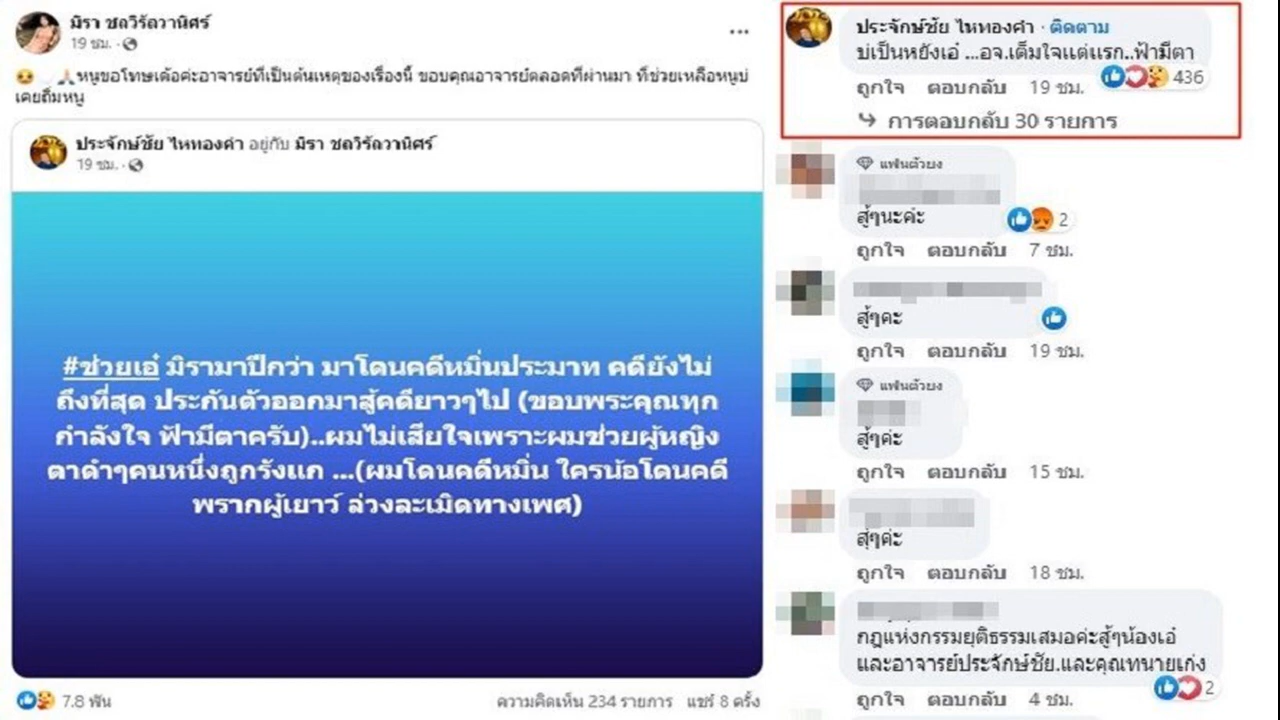 มิรา ชลวิรัลวานิศร์
19 ชม.
หนูขอโทษเด้อค่ะอาจารย์ที่เป็นต้นเหตุของเรื่องนี้ ขอบคุณอาจารย์ตลอดที่ผ่านมา ที่ช่วยเหลือหนูบ่
เคยถิ่มหนู
ประจักษ์ชัย ไหทองคำ อยู่กับ มิรา ชลวิรัลวานิศร์
19 ชม.
#ช่วยเอ๋ มิรามาปีกว่า มาโดนคดีหมิ่นประมาท คดียังไม่
ถึงที่สุด ประกันตัวออกมาสู้คดียาวๆไป (ขอบพระคุณทุก
กำลังใจ ฟ้ามีตาครับ)..ผมไม่เสียใจเพราะผมช่วยผู้หญิง
ตาดำๆคนหนึ่งถูกรังแก ...(ผมโดนคดีหมิ่น ใครน้อโดนคดี
พรากผู้เยาว์ ล่วงละเมิดทางเพศ)
7.8 พัน
ความคิดเห็น 234 รายการ แชร์ 8 ครั้ง
ประจักษ์ชัย ไหทองคำ · ติดตาม
บ่เป็นหยังเอ๋ ...อจ.เต็มใจแต่แรก..ฟ้ามีตา
ถูกใจ ตอบกลับ 19 ชม. 436
การตอบกลับ 30 รายการ
แฟนตัวยง
สู้ๆนะค่ะ
2
ถูกใจ ตอบกลับ 7 ชม.
สู้ๆคะ
ถูกใจ ตอบกลับ 19 ชม.
แฟนตัวยง
สู้ๆค่ะ
ถูกใจ ตอบกลับ 15 ชม.
สู้ๆค่ะ
ถูกใจ ตอบกลับ 18 ชม.
กฎแห่งกรรมยุติธรรมเสมอค่ะสู้ๆน้องเอ๋
และอาจารย์ประจักษ์ชัย.และคุณทนายเก่ง
2
ถูกใจ ตอบกลับ 4 ชม.